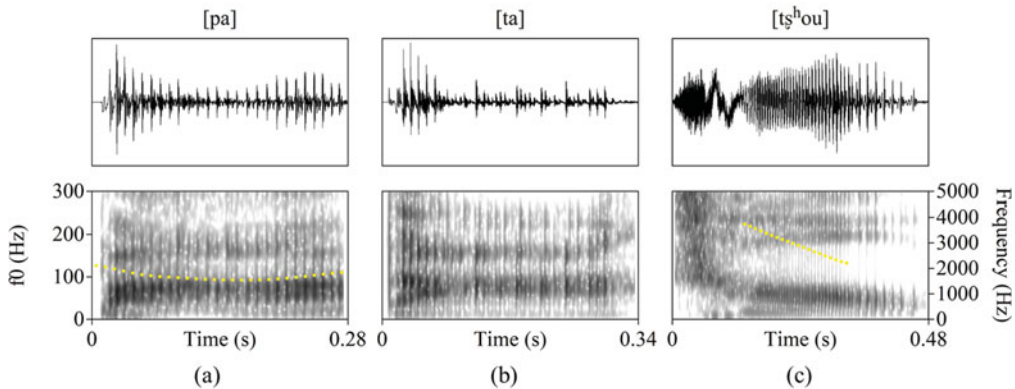 [pa] [ta] [tʂʰou]
300 5000
4000
200
3000
f0 (Hz) Frequency (Hz)
100 2000
1000
0 0
0 Time (s) 0.28 0 Time (s) 0.34 0 Time (s) 0.48
(a) (b) (c)